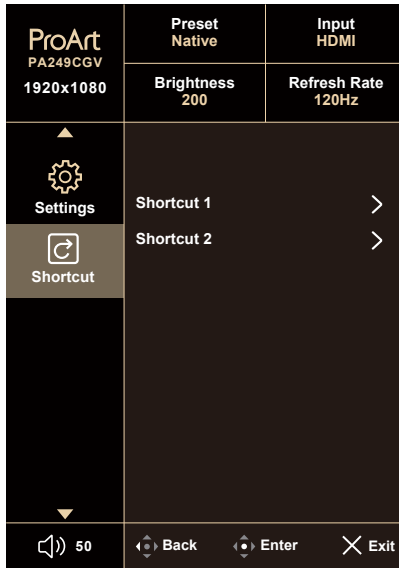 ProArt
PA249CGV
1920x1080
Preset
Native
Input
HDMI
Brightness
200
Refresh Rate
120Hz
Settings
Shortcut
Shortcut 1
Shortcut 2
50
Back
Enter
Exit